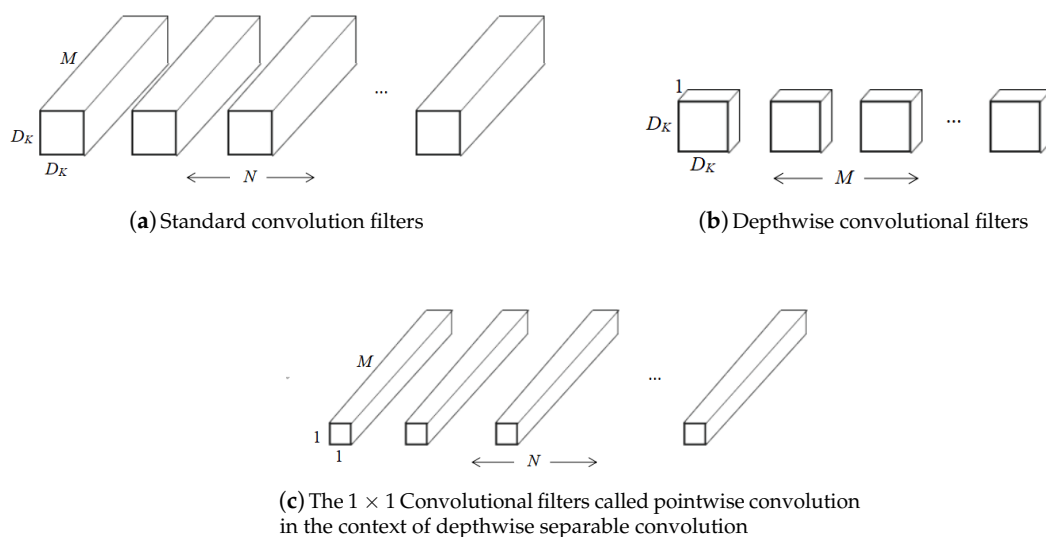 M
...
D_K
D_K
N
(a) Standard convolution filters
1
D_K
...
D_K
M
(b) Depthwise convolutional filters
M
...
1
1
N
(c) The 1 × 1 Convolutional filters called pointwise convolution
in the context of depthwise separable convolution